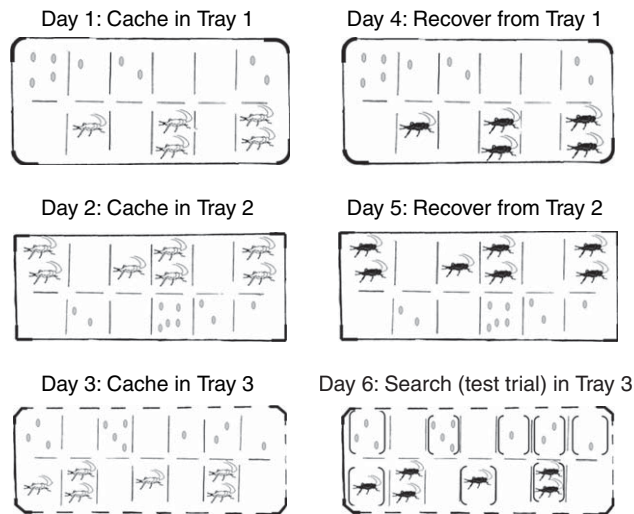 Day 1: Cache in Tray 1
Day 4: Recover from Tray 1
Day 2: Cache in Tray 2
Day 5: Recover from Tray 2
Day 3: Cache in Tray 3
Day 6: Search (test trial) in Tray 3